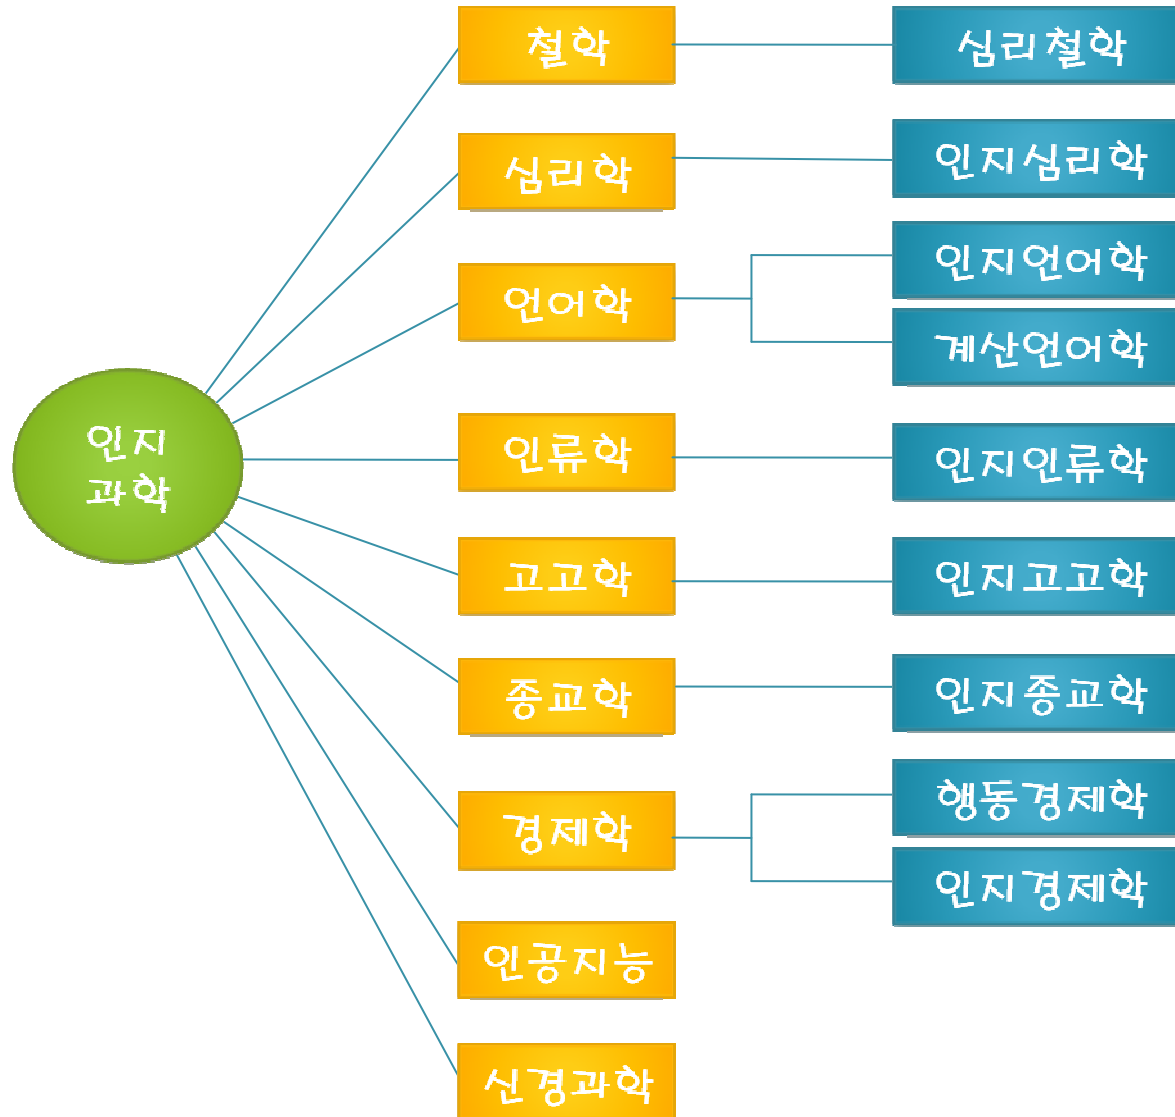 인지
과학
철학
심리철학
심리학
인지심리학
언어학
인지언어학
계산언어학
인류학
인지인류학
고고학
인지고고학
종교학
인지종교학
경제학
행동경제학
인지경제학
인공지능
신경과학